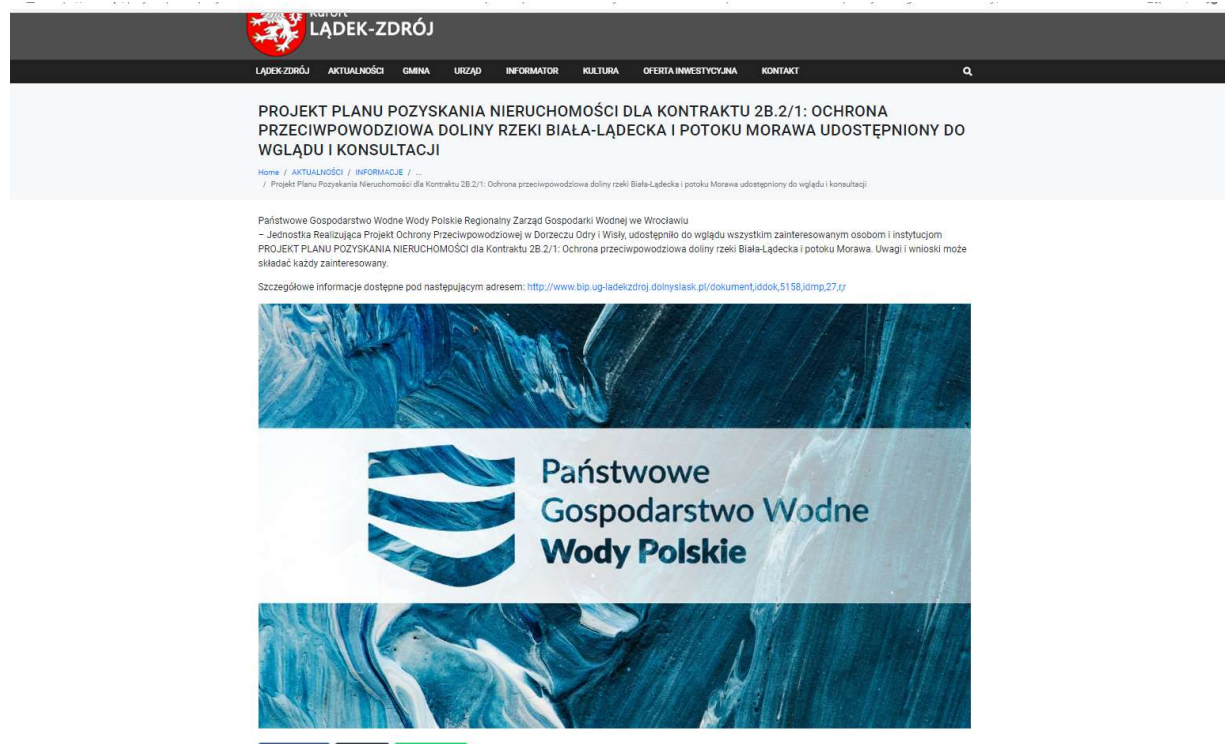 Kurort
LĄDEK-ZDRÓJ
LĄDEK-ZDRÓJ AKTUALNOŚCI GMINA URZĄD INFORMATOR KULTURA OFERTA INWESTYCYJNA KONTAKT
PROJEKT PLANU POZYSKANIA NIERUCHOMOŚCI DLA KONTRAKTU 2B.2/1: OCHRONA
PRZECIWPOWODZIOWA DOLINY RZEKI BIAŁA-LĄDECKA I POTOKU MORAWA UDOSTĘPNIONY DO
WGLĄDU I KONSULTACJI
Home / AKTUALNOŚCI / INFORMACJE / ...
/ Projekt Planu Pozyskania Nieruchomości dla Kontraktu 2B.2/1: Ochrona przeciwpowodziowa doliny rzeki Biała-Lądecka i potoku Morawa udostępniony do wglądu i konsultacji
Państwowe Gospodarstwo Wodne Wody Polskie Regionalny Zarząd Gospodarki Wodnej we Wrocławiu
– Jednostka Realizująca Projekt Ochrony Przeciwpowodziowej w Dorzeczu Odry i Wisły, udostępniło do wglądu wszystkim zainteresowanym osobom i instytucjom
PROJEKT PLANU POZYSKANIA NIERUCHOMOŚCI dla Kontraktu 2B.2/1: Ochrona przeciwpowodziowa doliny rzeki Biała-Lądecka i potoku Morawa. Uwagi i wnioski może
składać każdy zainteresowany.
Szczegółowe informacje dostępne pod następującym adresem: http://www.bip.ug-ladekzdroj.dolnyslask.pl/dokument,iddok,5158,idmp,27,r,r
Państwowe
Gospodarstwo Wodne
Wody Polskie